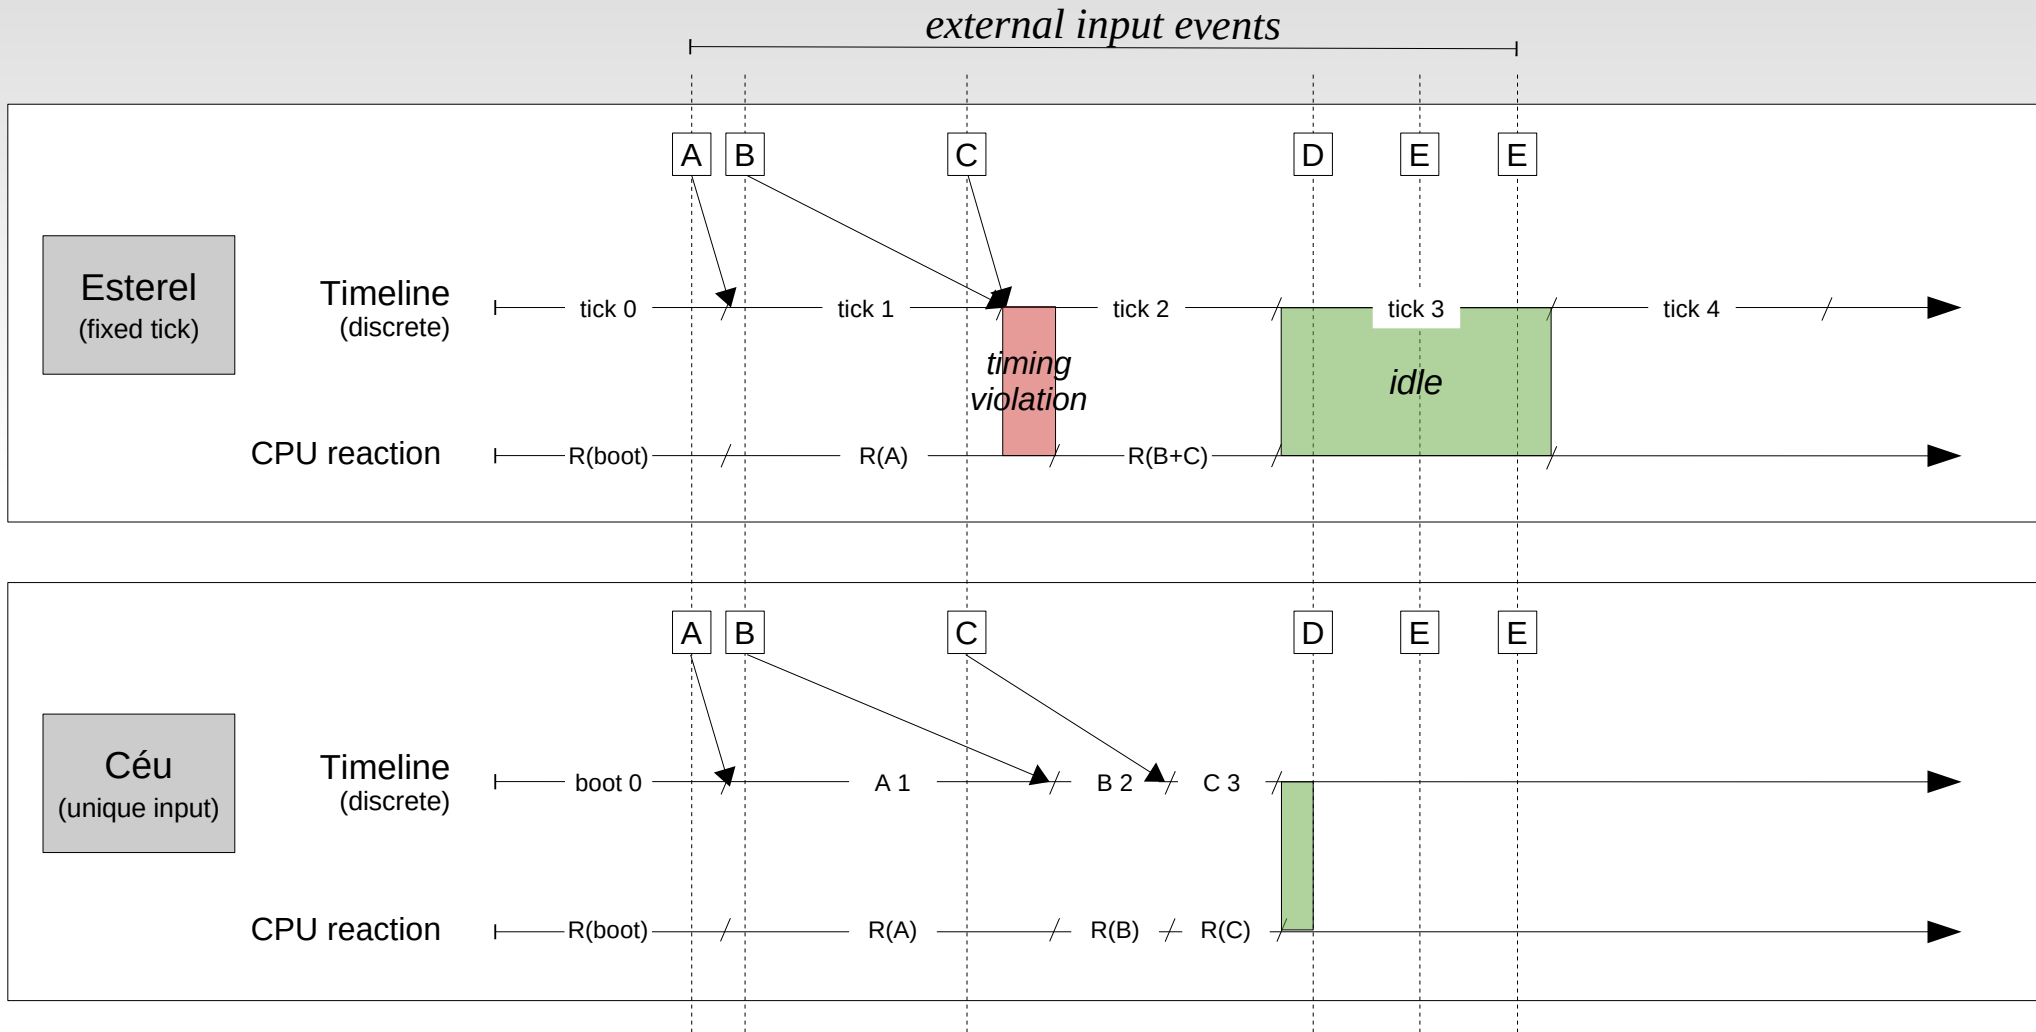 external input events
A B C D E E
Esterel
(fixed tick)
Timeline
(discrete)
tick 0 tick 1 tick 2 tick 3 tick 4
timing
violation
idle
CPU reaction
R(boot) R(A) R(B+C)
A B C D E E
Céu
(unique input)
Timeline
(discrete)
boot 0 A 1 B 2 C 3
CPU reaction
R(boot) R(A) R(B) R(C)